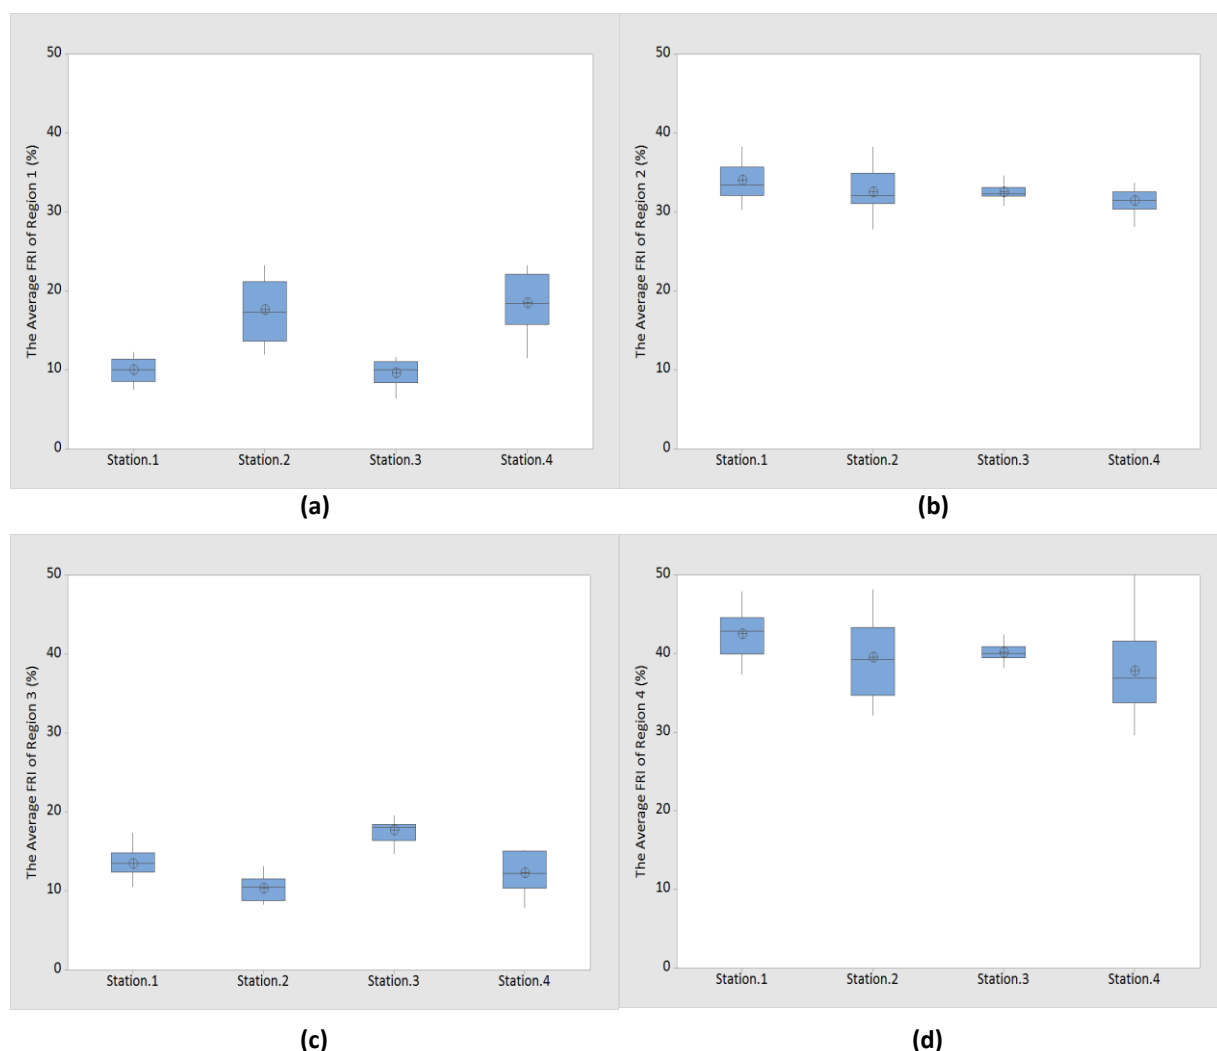 The Average FRI of Region 1 (%)
50
40
30
20
10
0
Station.1 Station.2 Station.3 Station.4
(a)
The Average FRI of Region 2 (%)
50
40
30
20
10
0
Station.1 Station.2 Station.3 Station.4
(b)
The Average FRI of Region 3 (%)
50
40
30
20
10
0
Station.1 Station.2 Station.3 Station.4
(c)
The Average FRI of Region 4 (%)
50
40
30
20
10
0
Station.1 Station.2 Station.3 Station.4
(d)